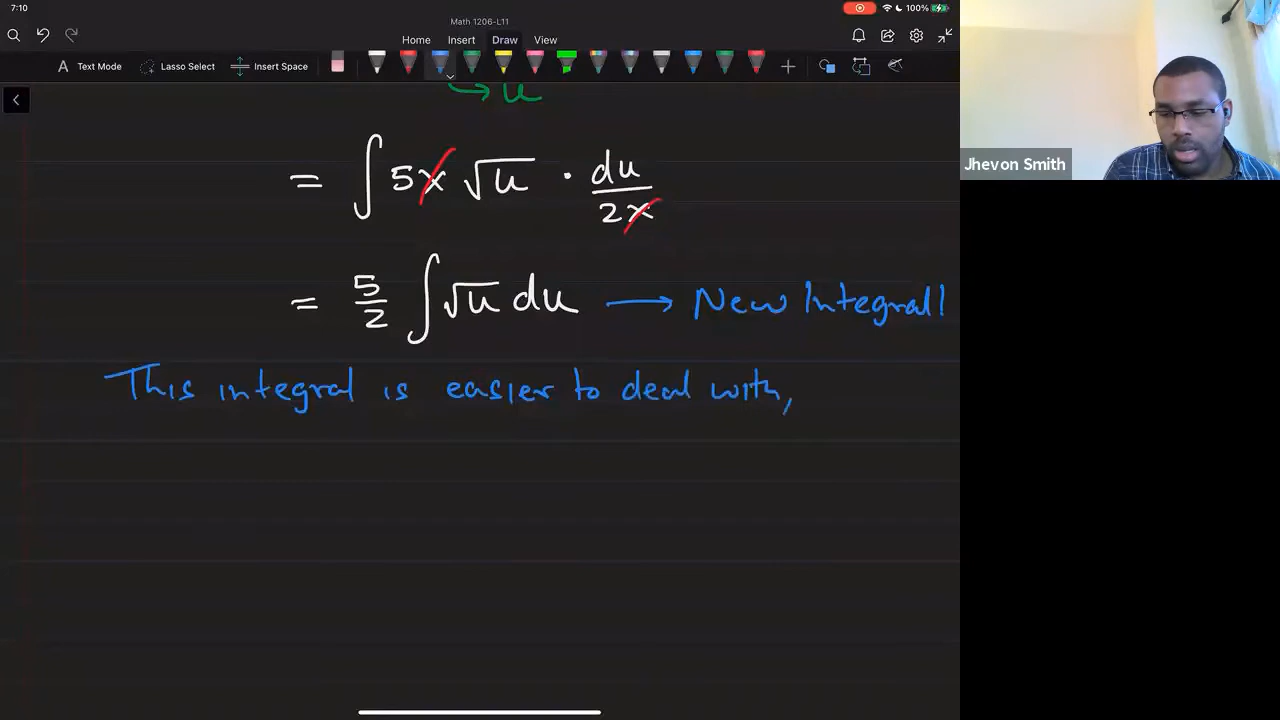 7:10
100%
Math 1206-L11
Home Insert Draw View
A Text Mode Lasso Select Insert Space
→ u
= ∫ 5x √u · du/2x
= 5/2 ∫ √u du → New Integral!
This integral is easier to deal with,
Jhevon Smith